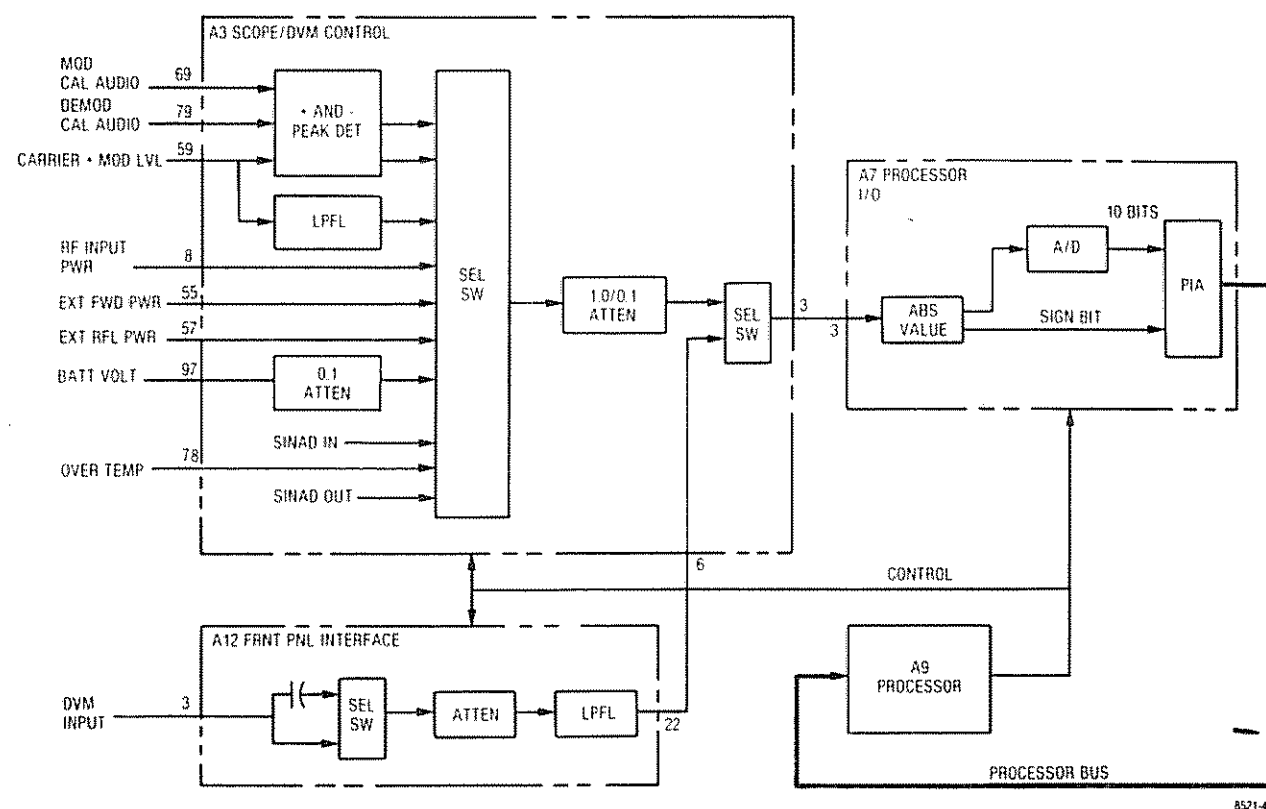 A3 SCOPE/DVM CONTROL
MOD
CAL AUDIO
69
DEMOD
CAL AUDIO
79
CARRIER + MOD LVL
59
+ AND -
PEAK DET
LPFL
RF INPUT
PWR
8
EXT FWD PWR
55
EXT RFL PWR
57
BATT VOLT
97
0.1
ATTEN
SINAD IN
OVER TEMP
78
SINAD OUT
SEL
SW
1.0/0.1
ATTEN
SEL
SW
3
3
A7 PROCESSOR
I/O
10 BITS
A/D
ABS
VALUE
SIGN BIT
PIA
6
CONTROL
A12 FRNT PNL INTERFACE
DVM
INPUT
3
SEL
SW
ATTEN
LPFL
22
A9
PROCESSOR
PROCESSOR BUS
8521-4